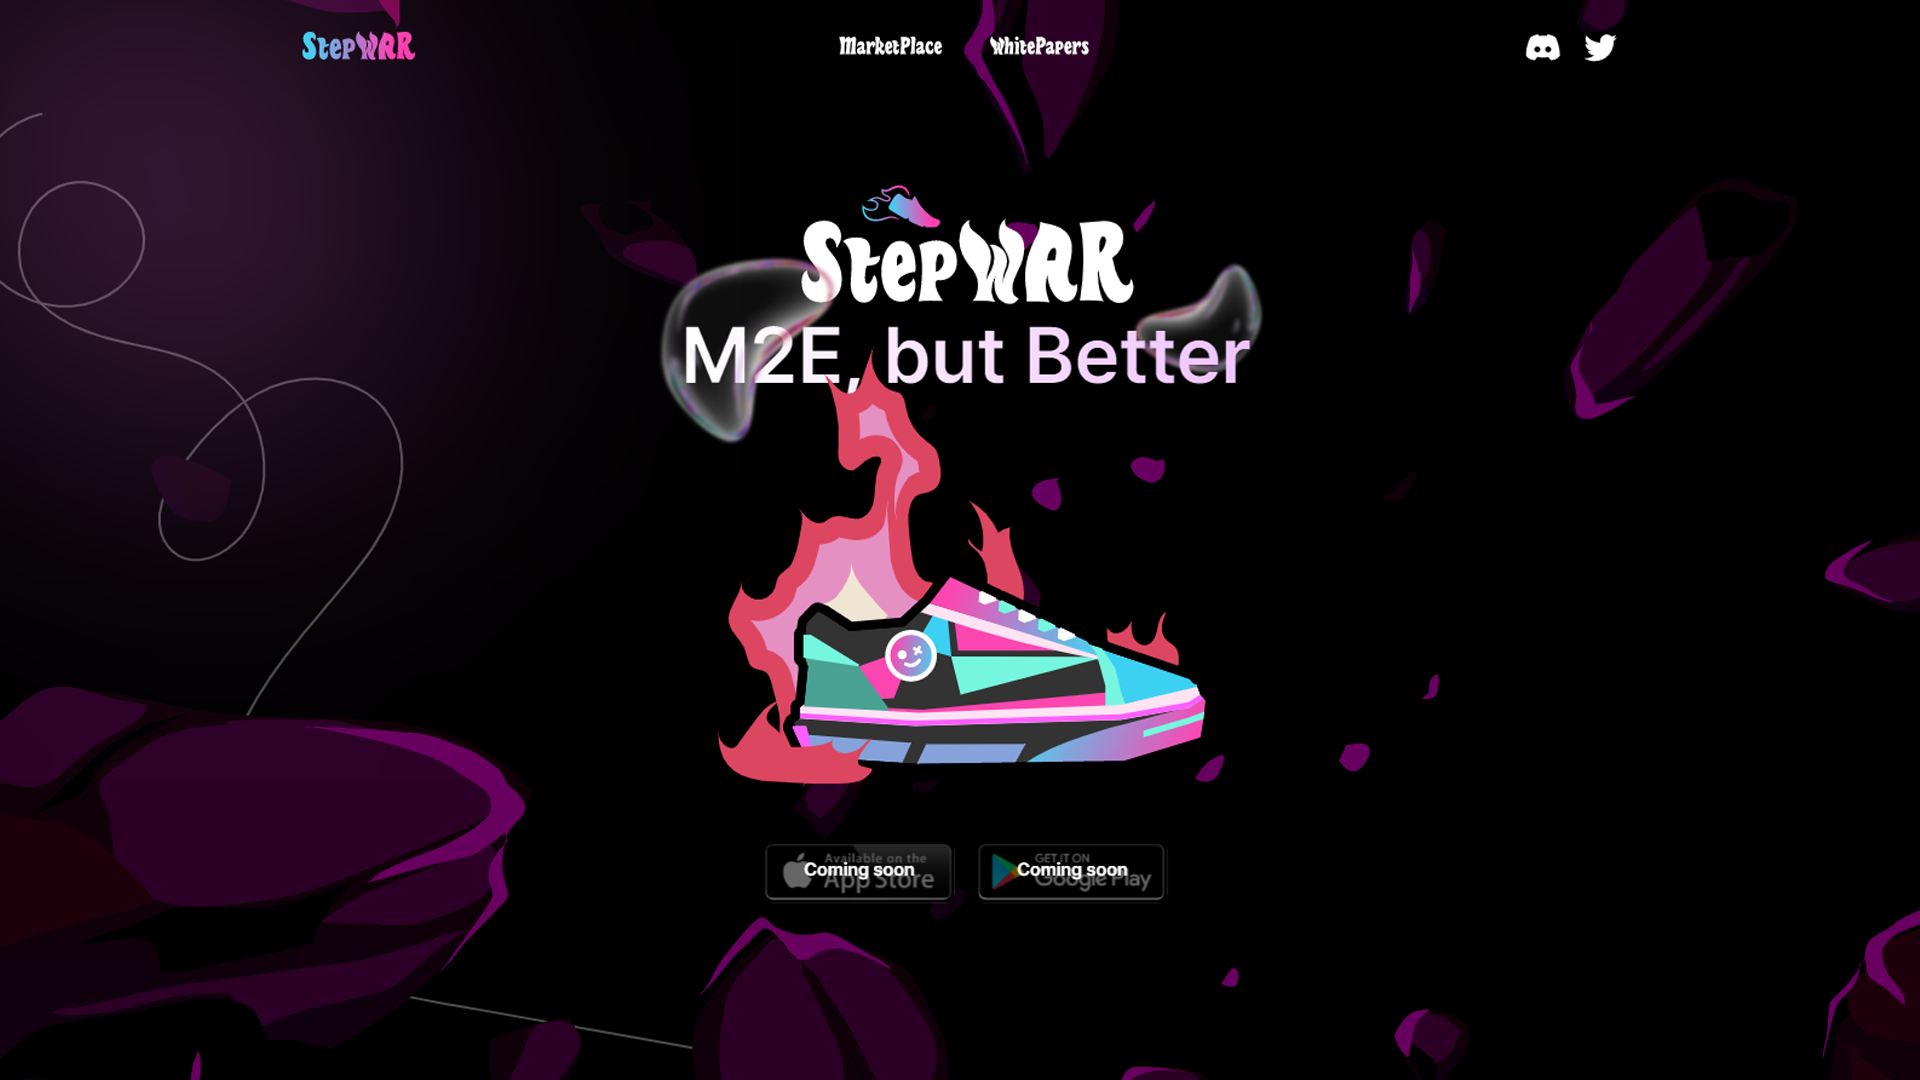 StepWAR
MarketPlace
WhitePapers
StepWAR
M2E, but Better
Available on the
App Store
Coming soon
GET IT ON
Google Play
Coming soon